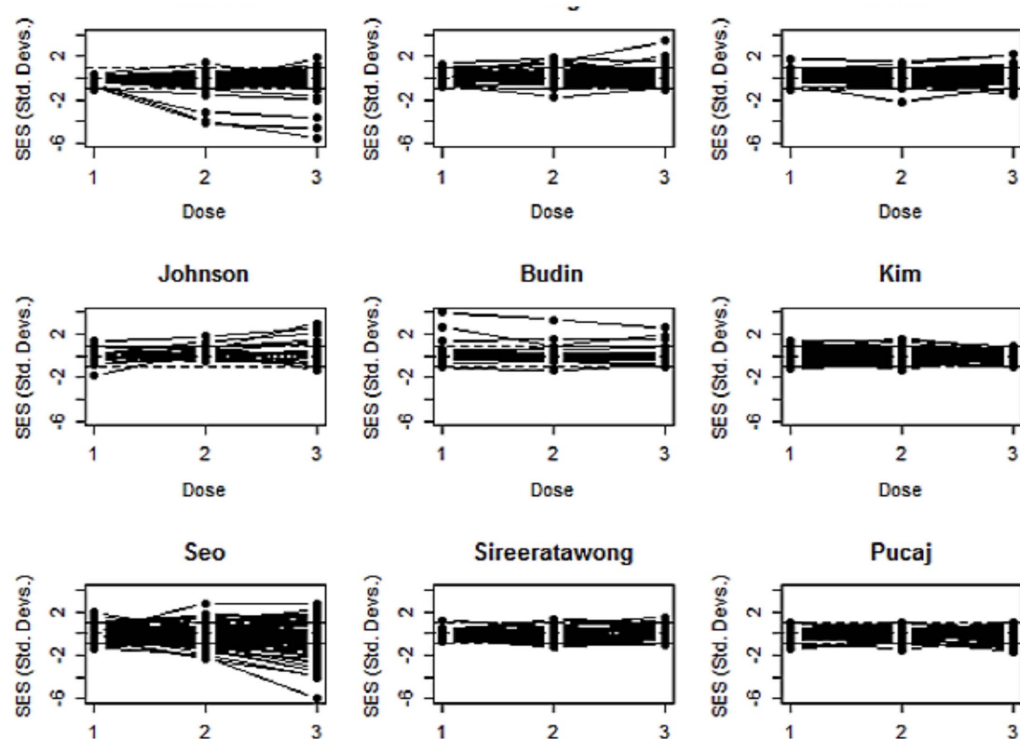 SES (Std. Devs.)
2
-2
-6
1 2 3
Dose
SES (Std. Devs.)
2
-2
-6
1 2 3
Dose
SES (Std. Devs.)
2
-2
-6
1 2 3
Dose
Johnson
SES (Std. Devs.)
2
-2
-6
1 2 3
Dose
Budin
SES (Std. Devs.)
2
-2
-6
1 2 3
Dose
Kim
SES (Std. Devs.)
2
-2
-6
1 2 3
Dose
Seo
SES (Std. Devs.)
2
-2
-6
1 2 3
Sireeratawong
SES (Std. Devs.)
2
-2
-6
1 2 3
Pucaj
SES (Std. Devs.)
2
-2
-6
1 2 3